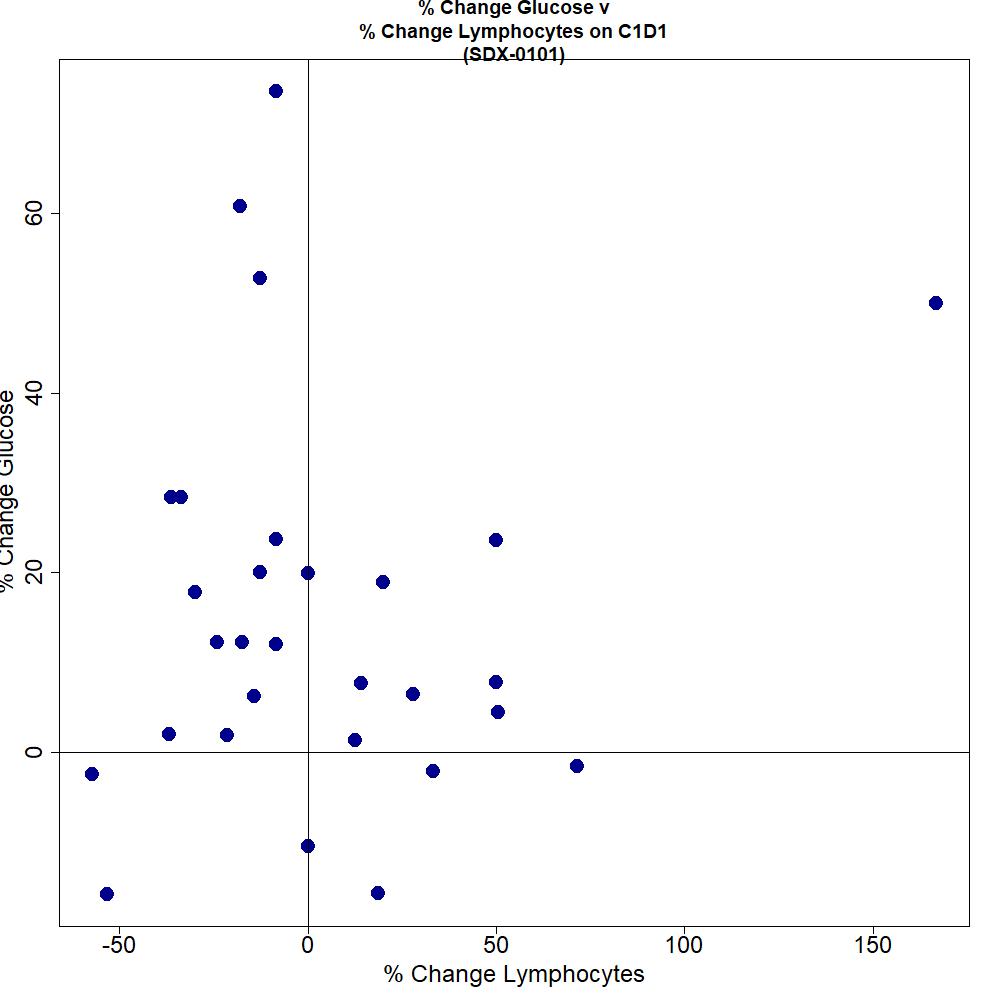 % Change Glucose v
% Change Lymphocytes on C1D1
(SDX-0101)
% Change Glucose
60
40
20
0
-50
0
50
100
150
% Change Lymphocytes